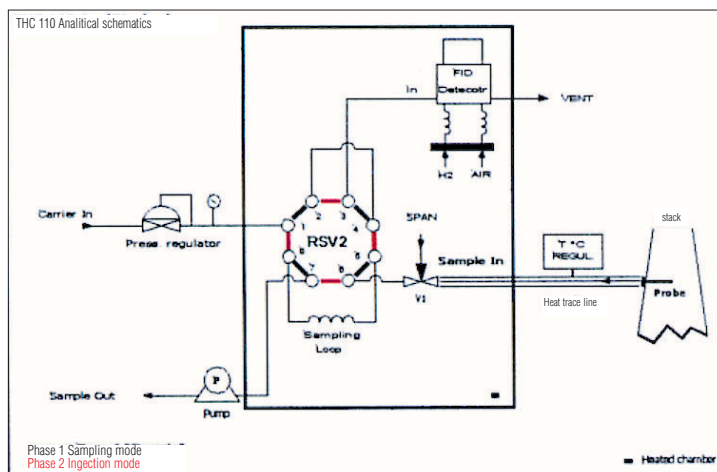 THC 110 Analitical schematics
FID
Detecotr
In
VENT
H2
AIR
Carrier In
Press. regulator
1
2
3
4
RSV2
5
6
7
8
SPAN
Sample In
T °C
REGUL
stack
Probe
Heat trace line
V1
Sampling
Loop
P
Pump
Sample Out
Phase 1 Sampling mode
Phase 2 Ingection mode
Heated chamber